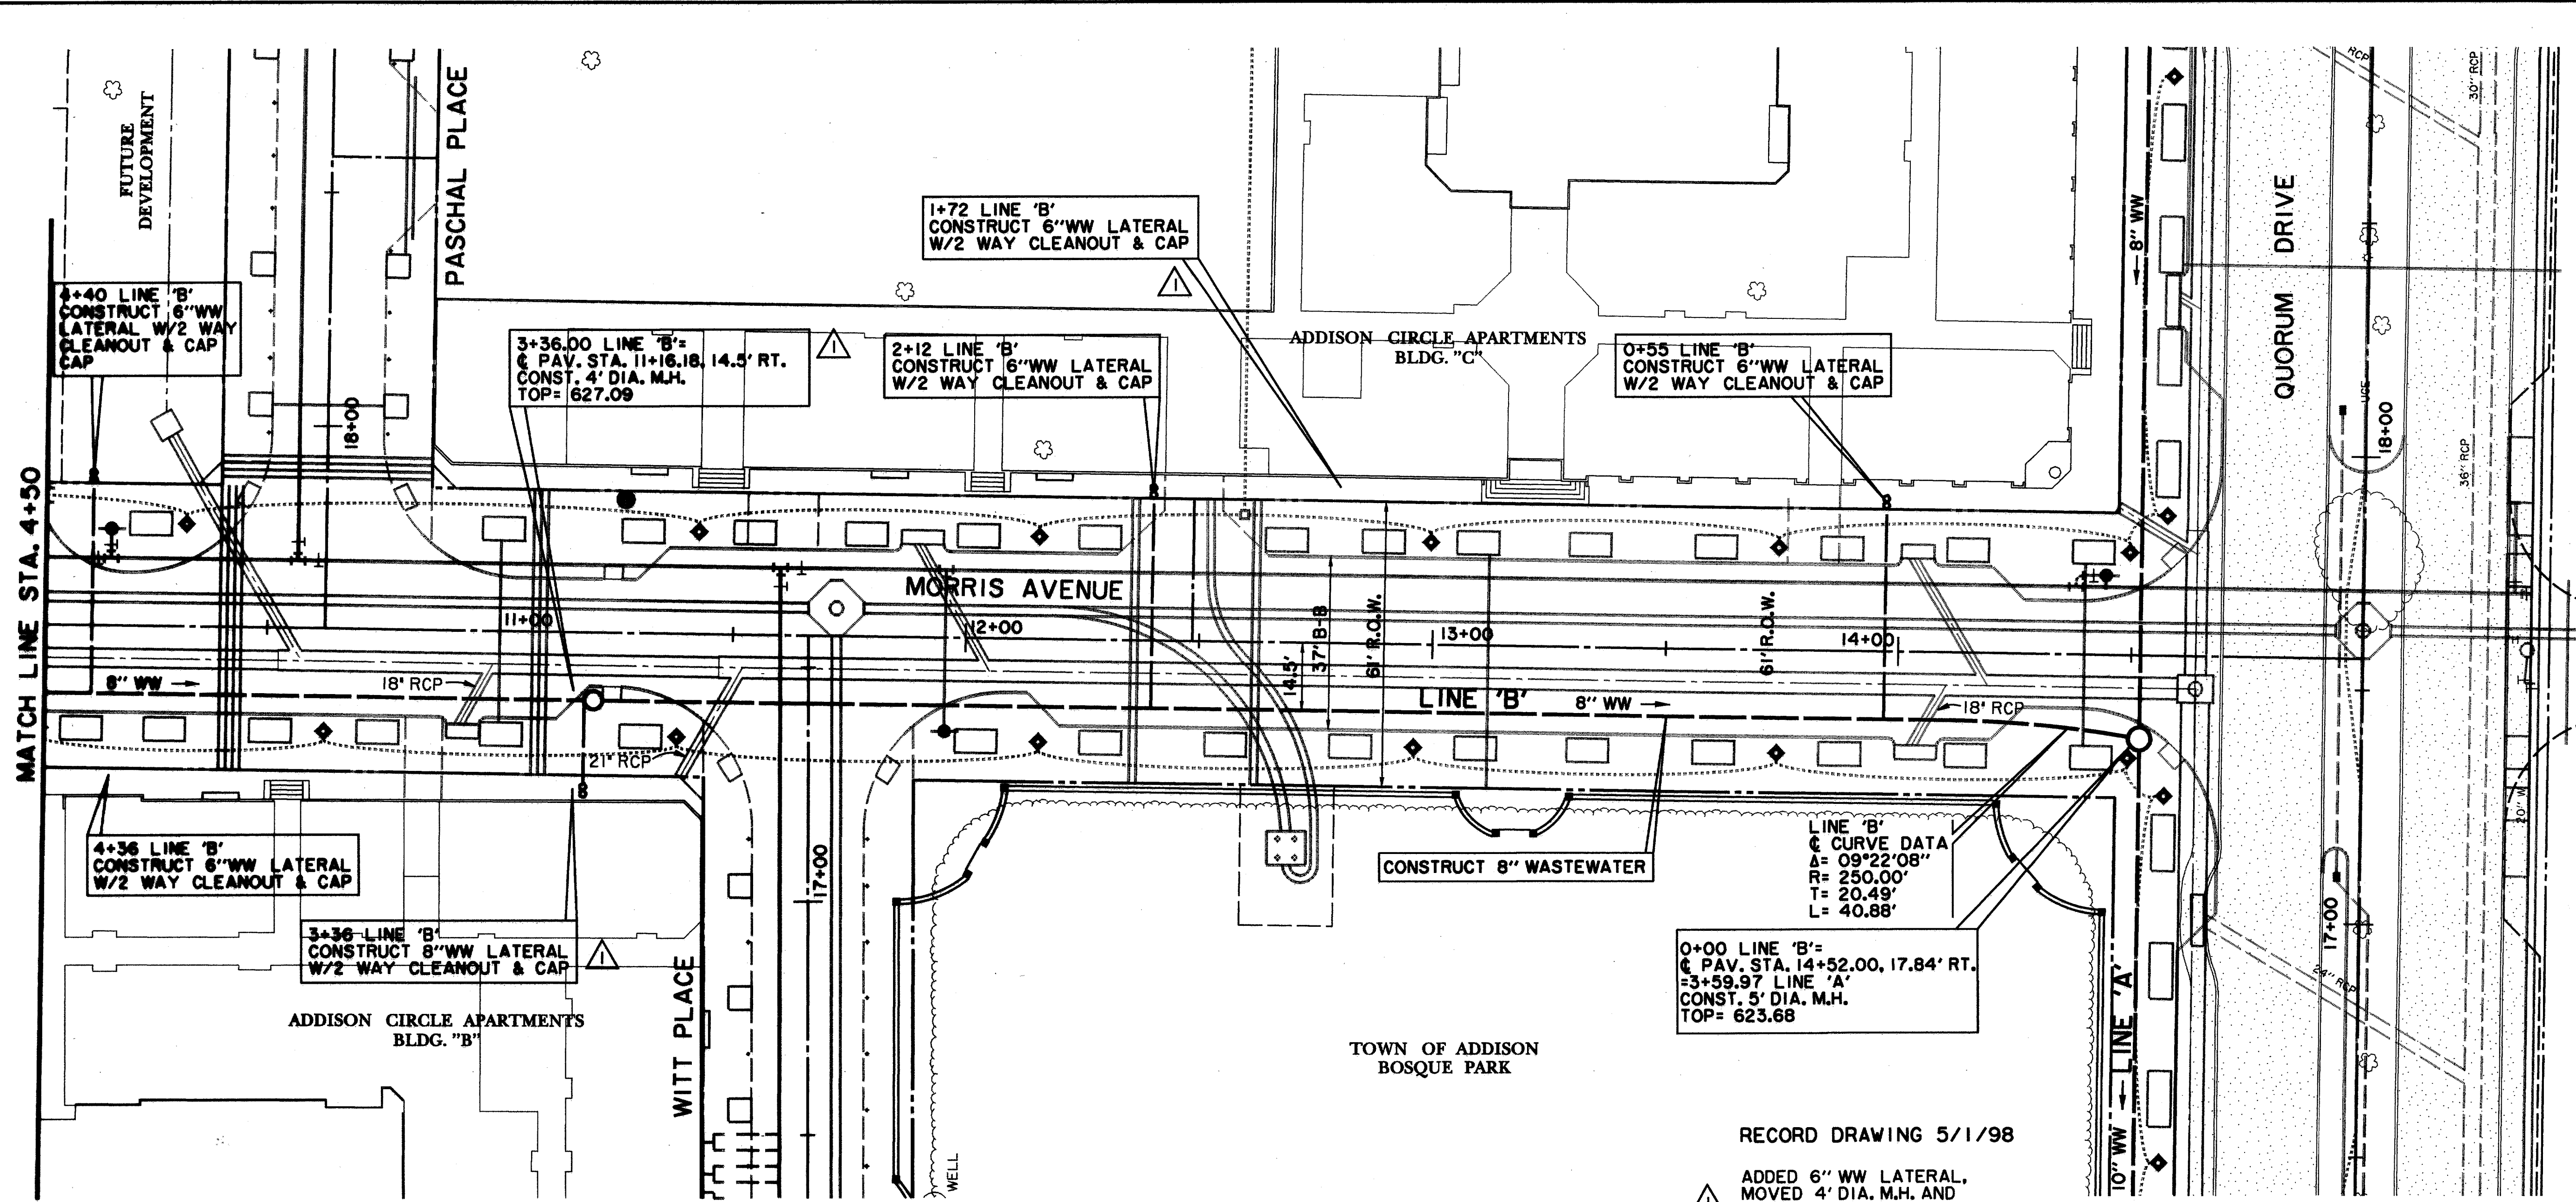 FUTURE
DEVELOPMENT
PASCHAL PLACE
1+72 LINE 'B'
CONSTRUCT 6"WW LATERAL
W/2 WAY CLEANOUT & CAP
8" WW
QUORUM DRIVE
RCP
30" RCP
4+40 LINE 'B'
CONSTRUCT 6"WW
LATERAL W/2 WAY
CLEANOUT & CAP
CAP
3+36.00 LINE 'B'=
℄ PAV. STA. 11+16.18, 14.5' RT.
CONST. 4' DIA. M.H.
TOP= 627.09
1
2+12 LINE 'B'
CONSTRUCT 6"WW LATERAL
W/2 WAY CLEANOUT & CAP
1
ADDISON CIRCLE APARTMENTS
BLDG. "C"
0+55 LINE 'B'
CONSTRUCT 6"WW LATERAL
W/2 WAY CLEANOUT & CAP
18+00
UGE
18+00
36" RCP
MATCH LINE STA. 4+50
MORRIS AVENUE
11+00
12+00
13+00
14+00
14.5'
37' B-B
61' R.O.W.
61' R.O.W.
8" WW
18" RCP
LINE 'B'
8" WW
18" RCP
21" RCP
20" W
17+00
4+36 LINE 'B'
CONSTRUCT 6"WW LATERAL
W/2 WAY CLEANOUT & CAP
CONSTRUCT 8" WASTEWATER
LINE 'B'
℄ CURVE DATA
Δ= 09°22'08"
R= 250.00'
T= 20.49'
L= 40.88'
17+00
3+36 LINE 'B'
CONSTRUCT 8"WW LATERAL
W/2 WAY CLEANOUT & CAP
1
0+00 LINE 'B'=
℄ PAV. STA. 14+52.00, 17.84' RT.
=3+59.97 LINE 'A'
CONST. 5' DIA. M.H.
TOP= 623.68
24" RCP
ADDISON CIRCLE APARTMENTS
BLDG. "B"
WITT PLACE
WELL
TOWN OF ADDISON
BOSQUE PARK
10" WW
LINE 'A'
RECORD DRAWING 5/1/98
1
ADDED 6" WW LATERAL,
MOVED 4' DIA. M.H. AND